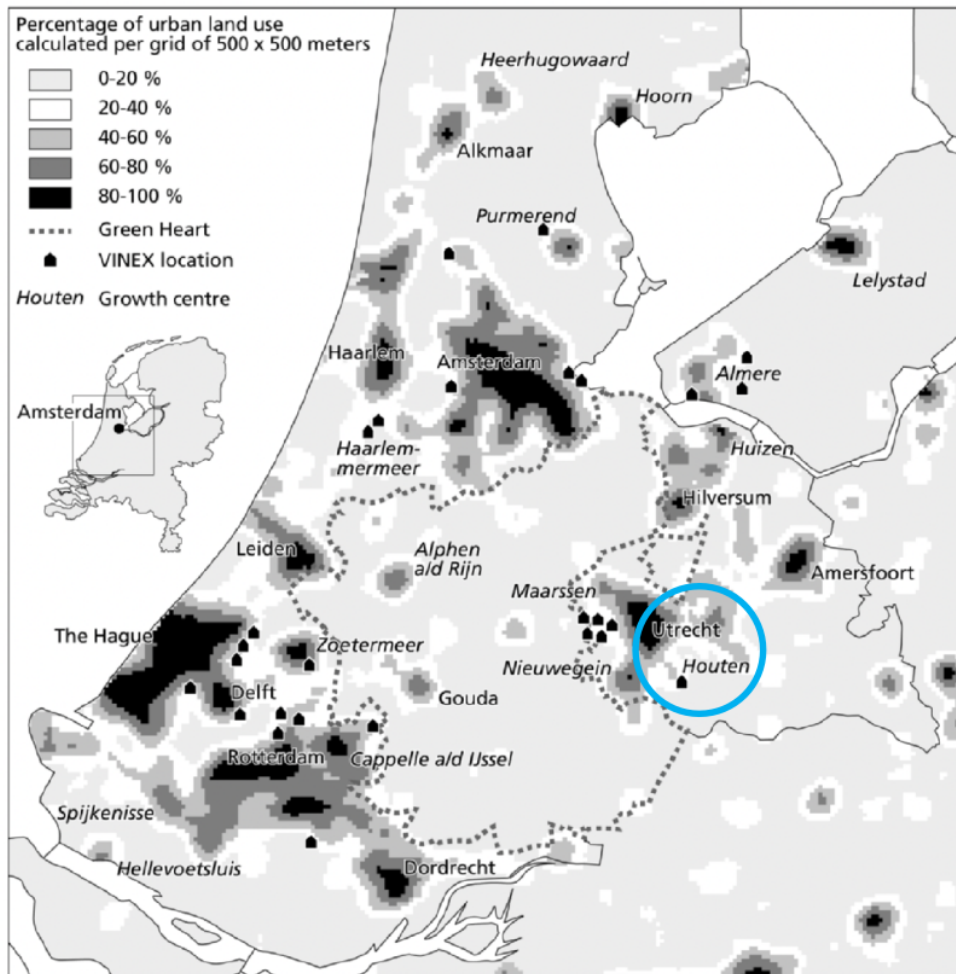 Percentage of urban land use
calculated per grid of 500 x 500 meters
0-20 %
20-40 %
40-60 %
60-80 %
80-100 %
Green Heart
VINEX location
Houten Growth centre
Amsterdam
Heerhugowaard
Hoorn
Alkmaar
Purmerend
Lelystad
Haarlem
Amsterdam
Almere
Haarlem-
mermeer
Huizen
Hilversum
Leiden
Alphen
a/d Rijn
Maarssen
Amersfoort
The Hague
Zoetermeer
Utrecht
Nieuwegein
Houten
Delft
Gouda
Rotterdam
Cappelle a/d IJssel
Spijkenisse
Hellevoetsluis
Dordrecht